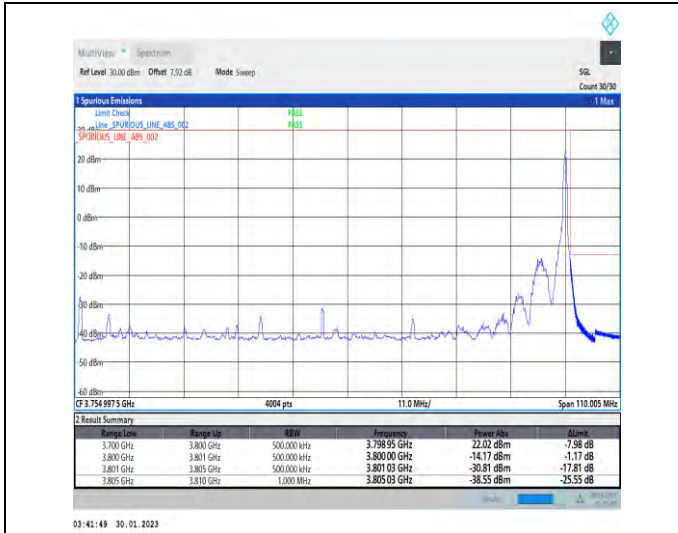 MultiView Spectrum
Ref Level 30.00 dBm Offset 7.92 dB Mode Sweep SGL
Count 30/30
1 Spurious Emissions 1 Max
Limit Check PASS
Line _SPURIOUS_LINE_ABS_002 PASS
_SPURIOUS_LINE_ABS_002
20 dBm
10 dBm
0 dBm
-10 dBm
-20 dBm
-30 dBm
-40 dBm
-50 dBm
-60 dBm
CF 3.754 997 5 GHz 4004 pts 11.0 MHz/ Span 110.005 MHz
2 Result Summary
Range Low Range Up RBW Frequency Power Abs ΔLimit
3.700 GHz 3.800 GHz 500.000 kHz 3.798 95 GHz 22.02 dBm -7.98 dB
3.800 GHz 3.801 GHz 500.000 kHz 3.800 00 GHz -14.17 dBm -1.17 dB
3.801 GHz 3.805 GHz 500.000 kHz 3.801 03 GHz -30.81 dBm -17.81 dB
3.805 GHz 3.810 GHz 1.000 MHz 3.805 03 GHz -38.55 dBm -25.55 dB
03:41:49 30.01.2023